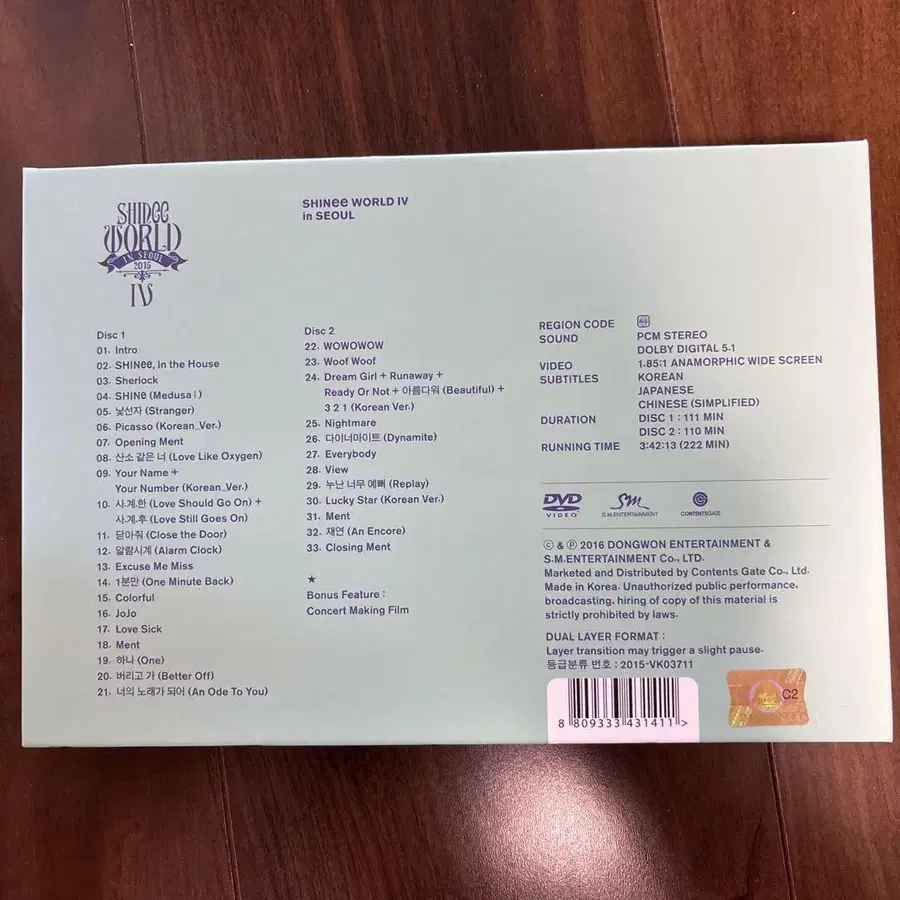 SHINee
WORLD
IN SEOUL
2015
IV
SHINee WORLD IV
in SEOUL
Disc 1
01. Intro
02. SHINee, In the House
03. Sherlock
04. SHINe (Medusa I)
05. 낯선자 (Stranger)
06. Picasso (Korean Ver.)
07. Opening Ment
08. 산소 같은 너 (Love Like Oxygen)
09. Your Name +
Your Number (Korean Ver.)
10. 사.계.한 (Love Should Go On) +
사.계.후 (Love Still Goes On)
11. 닫아줘 (Close the Door)
12. 알람시계 (Alarm Clock)
13. Excuse Me Miss
14. 1분만 (One Minute Back)
15. Colorful
16. JoJo
17. Love Sick
18. Ment
19. 하나 (One)
20. 버리고 가 (Better Off)
21. 너의 노래가 되어 (An Ode To You)
Disc 2
22. WOWOWOW
23. Woof Woof
24. Dream Girl + Runaway +
Ready Or Not + 아름다워 (Beautiful) +
3 2 1 (Korean Ver.)
25. Nightmare
26. 다이너마이트 (Dynamite)
27. Everybody
28. View
29. 누난 너무 예뻐 (Replay)
30. Lucky Star (Korean Ver.)
31. Ment
32. 재연 (An Encore)
33. Closing Ment
★
Bonus Feature :
Concert Making Film
REGION CODE
SOUND PCM STEREO
DOLBY DIGITAL 5.1
VIDEO 1.85:1 ANAMORPHIC WIDE SCREEN
SUBTITLES KOREAN
JAPANESE
CHINESE (SIMPLIFIED)
DURATION DISC 1 : 111 MIN
DISC 2 : 110 MIN
RUNNING TIME 3:42:13 (222 MIN)
DVD VIDEO
S.M.ENTERTAINMENT
CONTENTSGATE
ⓒ & ⓟ 2016 DONGWON ENTERTAINMENT &
S.M.ENTERTAINMENT Co., LTD.
Marketed and Distributed by Contents Gate Co., Ltd.
Made in Korea. Unauthorized public performance,
broadcasting, hiring of copy of this material is
strictly prohibited by laws.
DUAL LAYER FORMAT :
Layer transition may trigger a slight pause.
등급분류 번호 : 2015-VK03711
8 809333 431411 >
C2